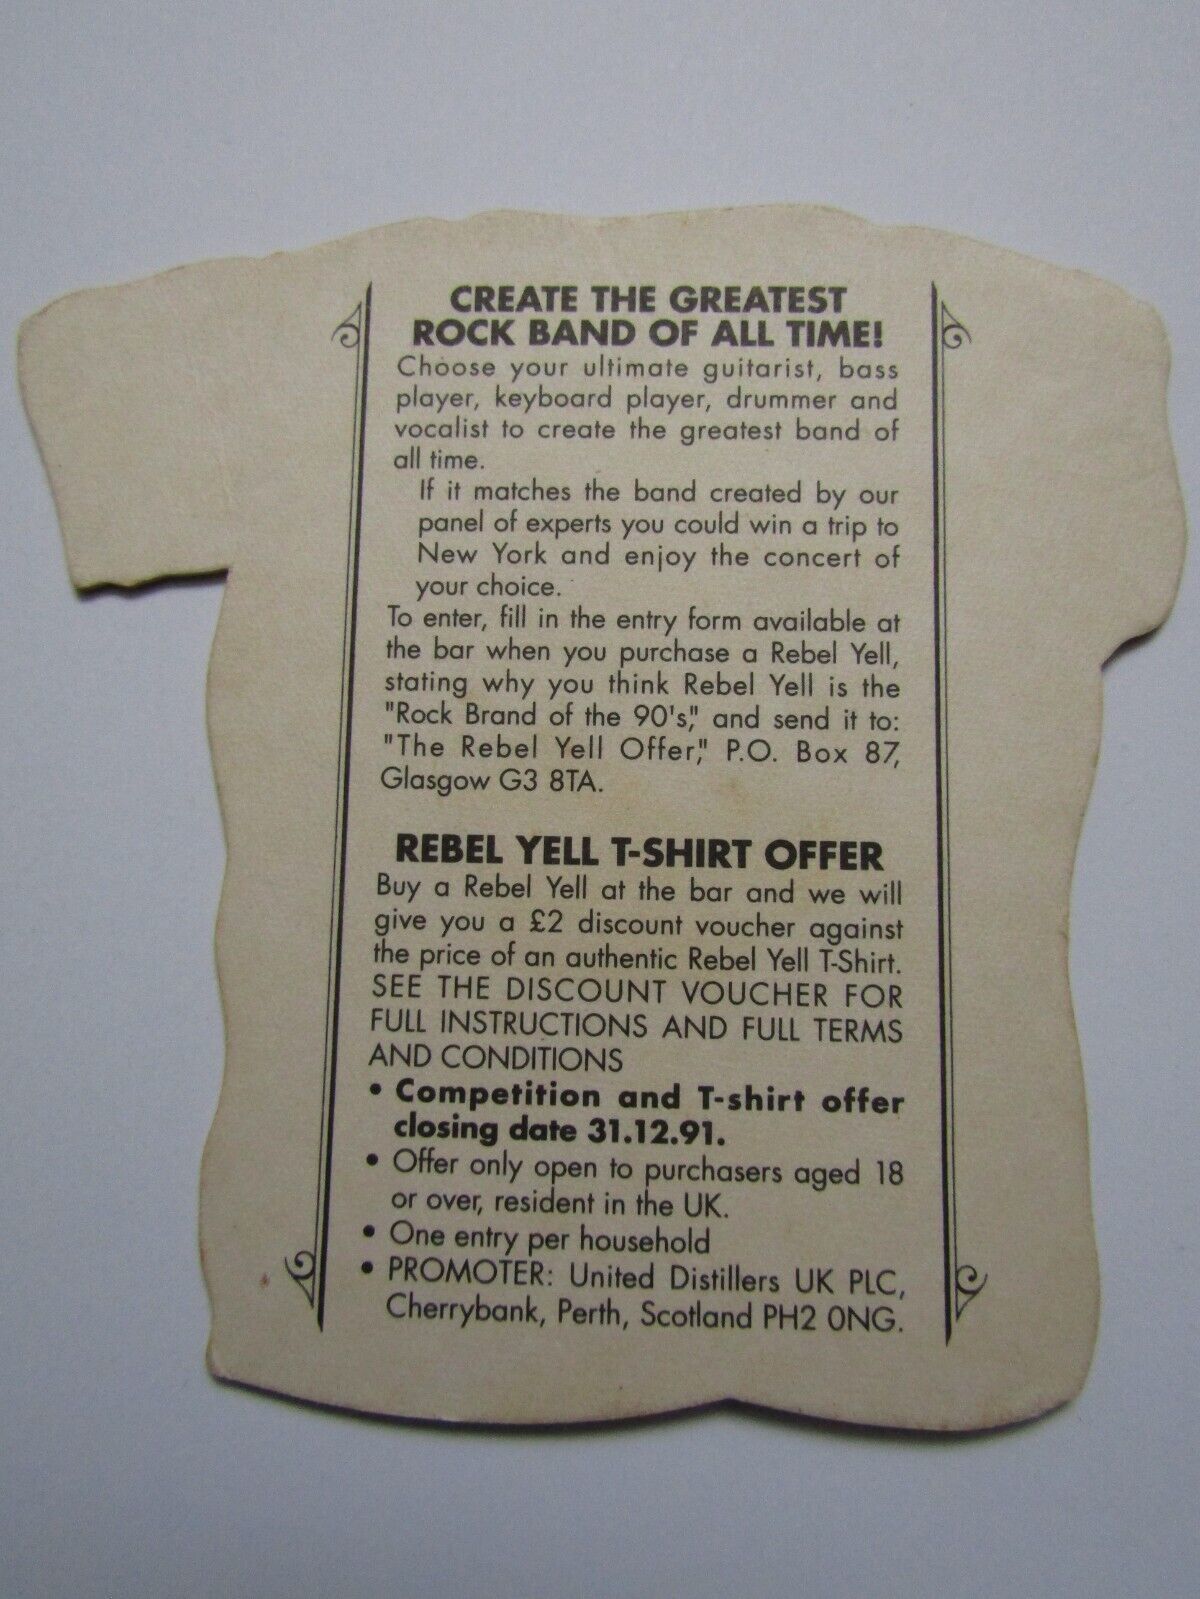 CREATE THE GREATEST
ROCK BAND OF ALL TIME!
Choose your ultimate guitarist, bass
player, keyboard player, drummer and
vocalist to create the greatest band of
all time.
If it matches the band created by our
panel of experts you could win a trip to
New York and enjoy the concert of
your choice.
To enter, fill in the entry form available at
the bar when you purchase a Rebel Yell,
stating why you think Rebel Yell is the
"Rock Brand of the 90's," and send it to:
"The Rebel Yell Offer," P.O. Box 87,
Glasgow G3 8TA.
REBEL YELL T-SHIRT OFFER
Buy a Rebel Yell at the bar and we will
give you a £2 discount voucher against
the price of an authentic Rebel Yell T-Shirt.
SEE THE DISCOUNT VOUCHER FOR
FULL INSTRUCTIONS AND FULL TERMS
AND CONDITIONS
• Competition and T-shirt offer
closing date 31.12.91.
• Offer only open to purchasers aged 18
or over, resident in the UK.
• One entry per household
• PROMOTER: United Distillers UK PLC,
Cherrybank, Perth, Scotland PH2 0NG.